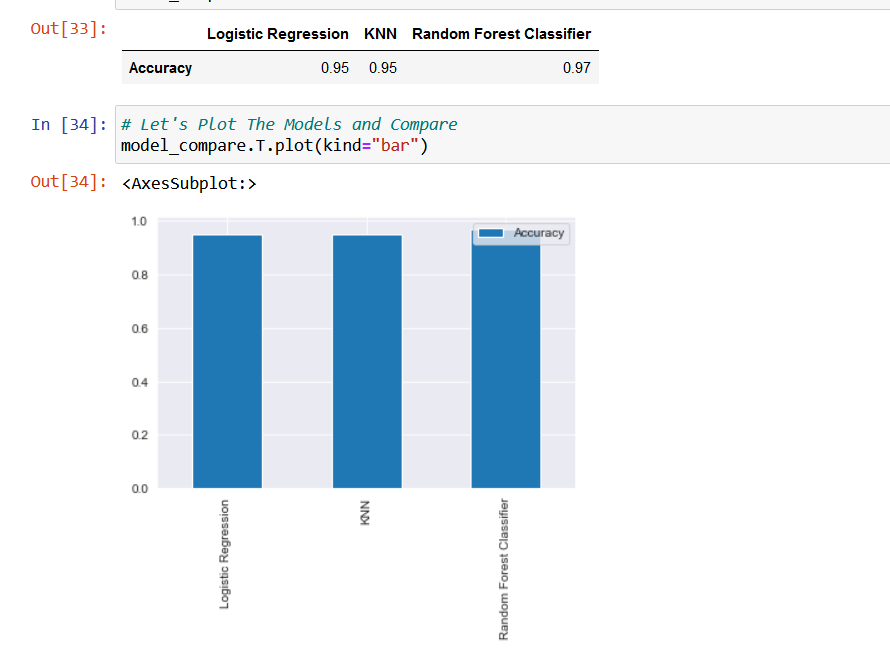 Out[33]:
Logistic Regression KNN Random Forest Classifier
Accuracy 0.95 0.95 0.97
In [34]: # Let's Plot The Models and Compare
model_compare.T.plot(kind="bar")
Out[34]: <AxesSubplot:>
1.0
Accuracy
0.8
0.6
0.4
0.2
0.0
Logistic Regression
KNN
Random Forest Classifier